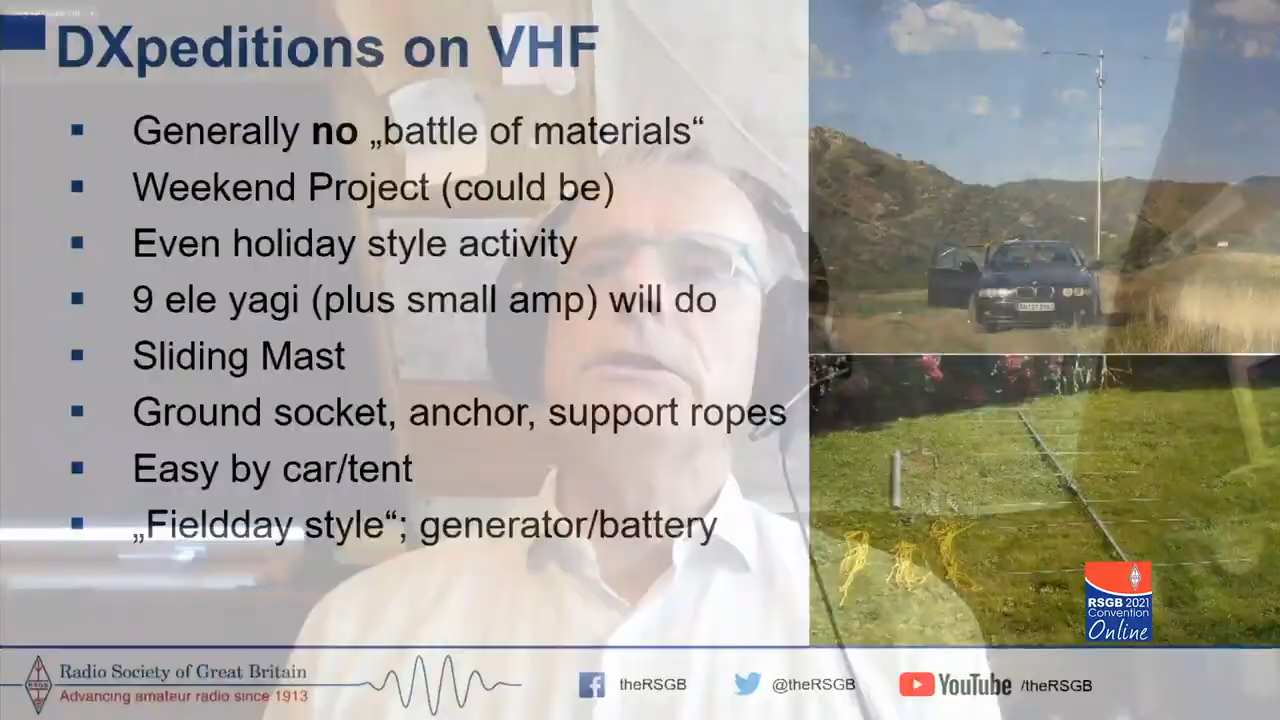 DXpeditions on VHF
▪ Generally no „battle of materials“
▪ Weekend Project (could be)
▪ Even holiday style activity
▪ 9 ele yagi (plus small amp) will do
▪ Sliding Mast
▪ Ground socket, anchor, support ropes
▪ Easy by car/tent
▪ „Fieldday style“; generator/battery
RSGB 2021
Convention
Online
RSGB
Radio Society of Great Britain
Advancing amateur radio since 1913
theRSGB
@theRSGB
YouTube /theRSGB